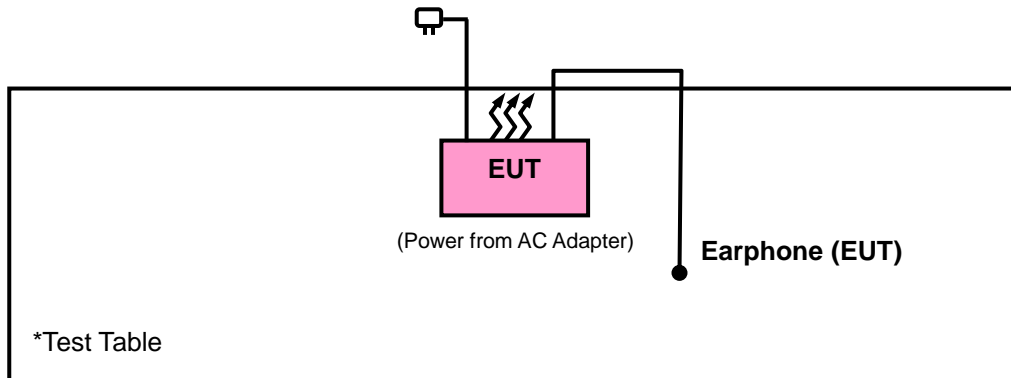 EUT
(Power from AC Adapter)
Earphone (EUT)
*Test Table